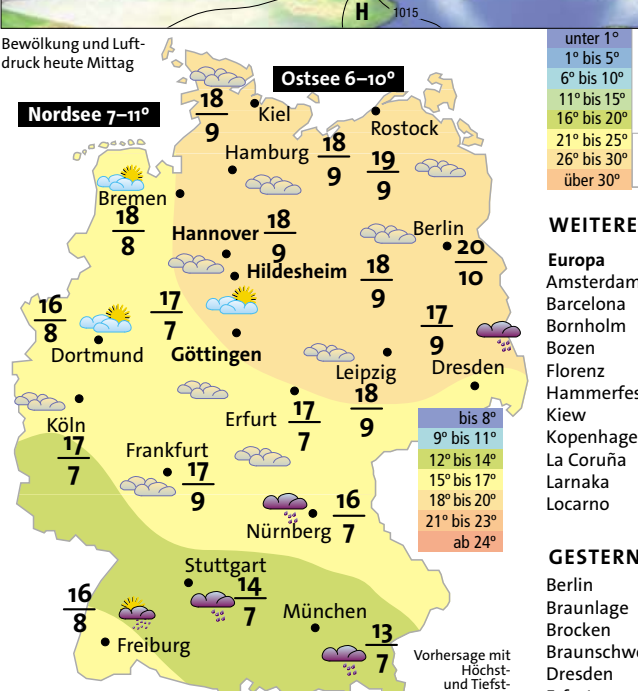 H 1015
Bewölkung und Luft-
druck heute Mittag
Nordsee 7–11°
Ostsee 6–10°
18
9
Kiel
Rostock
Hamburg
18
9
19
9
Bremen
18
8
Hannover
18
9
Hildesheim
Berlin
20
10
18
9
16
8
Dortmund
17
7
Göttingen
17
9
Leipzig
18
9
Dresden
Köln
17
7
Erfurt
17
7
Frankfurt
17
9
Nürnberg
16
7
Stuttgart
14
7
16
8
Freiburg
München
13
7
bis 8°
9° bis 11°
12° bis 14°
15° bis 17°
18° bis 20°
21° bis 23°
ab 24°
Vorhersage mit
Höchst-
und Tiefst-
unter 1°
1° bis 5°
6° bis 10°
11° bis 15°
16° bis 20°
21° bis 25°
26° bis 30°
über 30°
WEITERE
Europa
Amsterdam
Barcelona
Bornholm
Bozen
Florenz
Hammerfes
Kiew
Kopenhage
La Coruña
Larnaka
Locarno
GESTERN
Berlin
Braunlage
Brocken
Braunschwe
Dresden